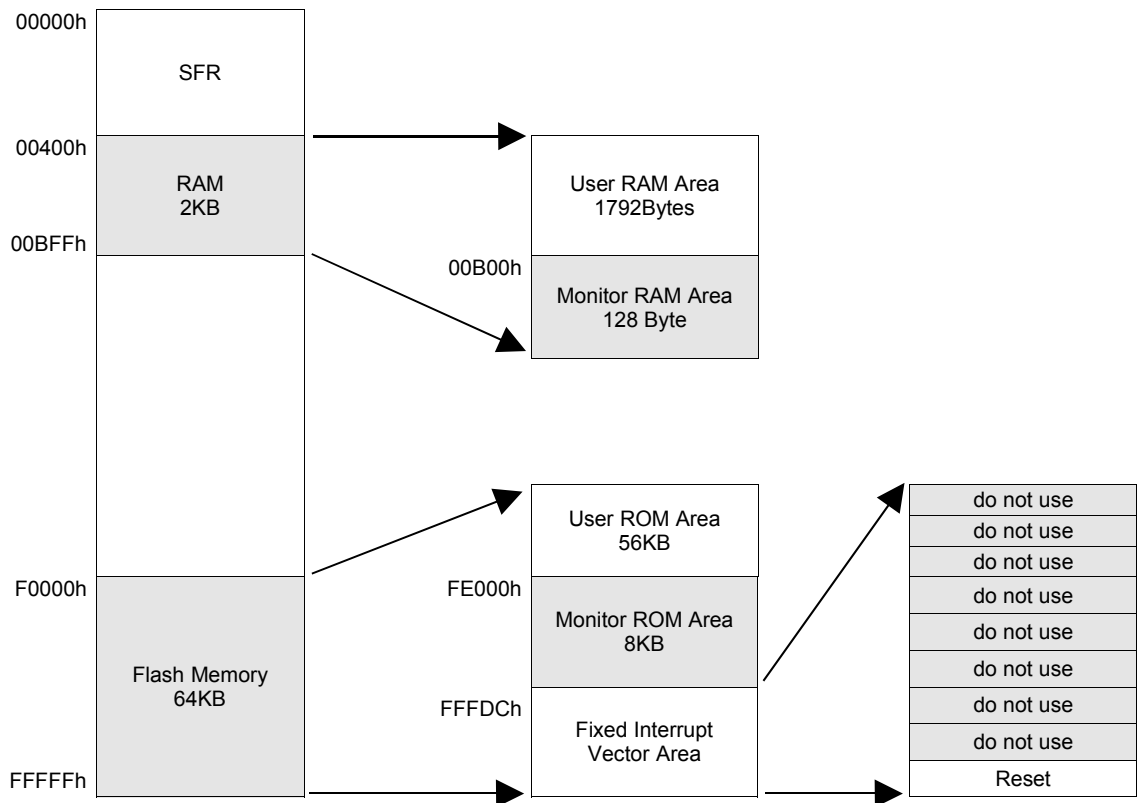 00000h
SFR
00400h
RAM
2KB
00BFFh
User RAM Area
1792Bytes
00B00h
Monitor RAM Area
128 Byte
F0000h
Flash Memory
64KB
FFFFFh
User ROM Area
56KB
FE000h
Monitor ROM Area
8KB
FFFDCh
Fixed Interrupt
Vector Area
do not use
do not use
do not use
do not use
do not use
do not use
do not use
do not use
Reset